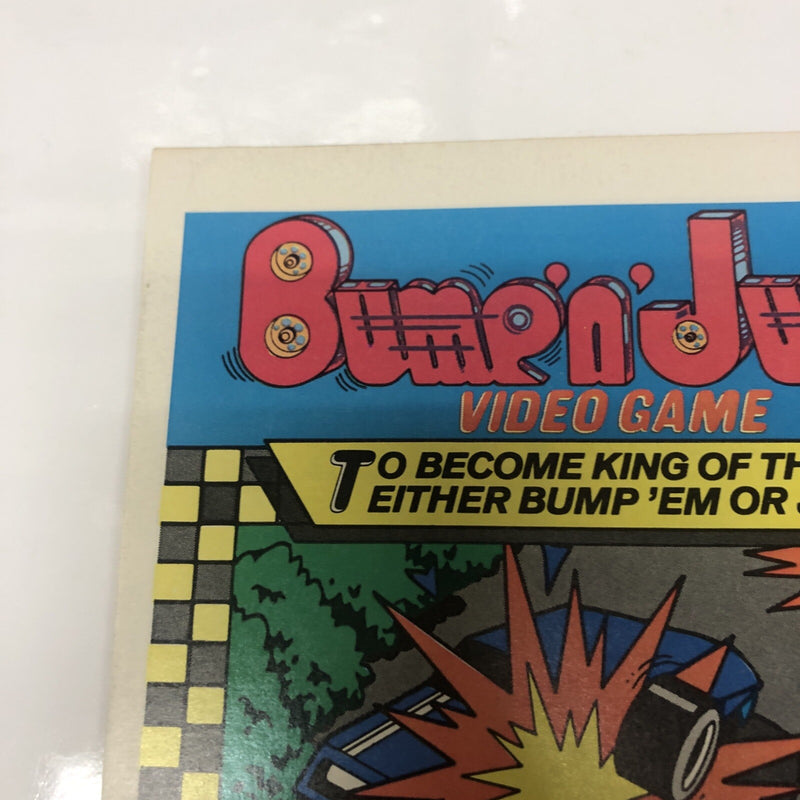 Bump 'n' Ju
VIDEO GAME
TO BECOME KING OF TH
EITHER BUMP 'EM OR J